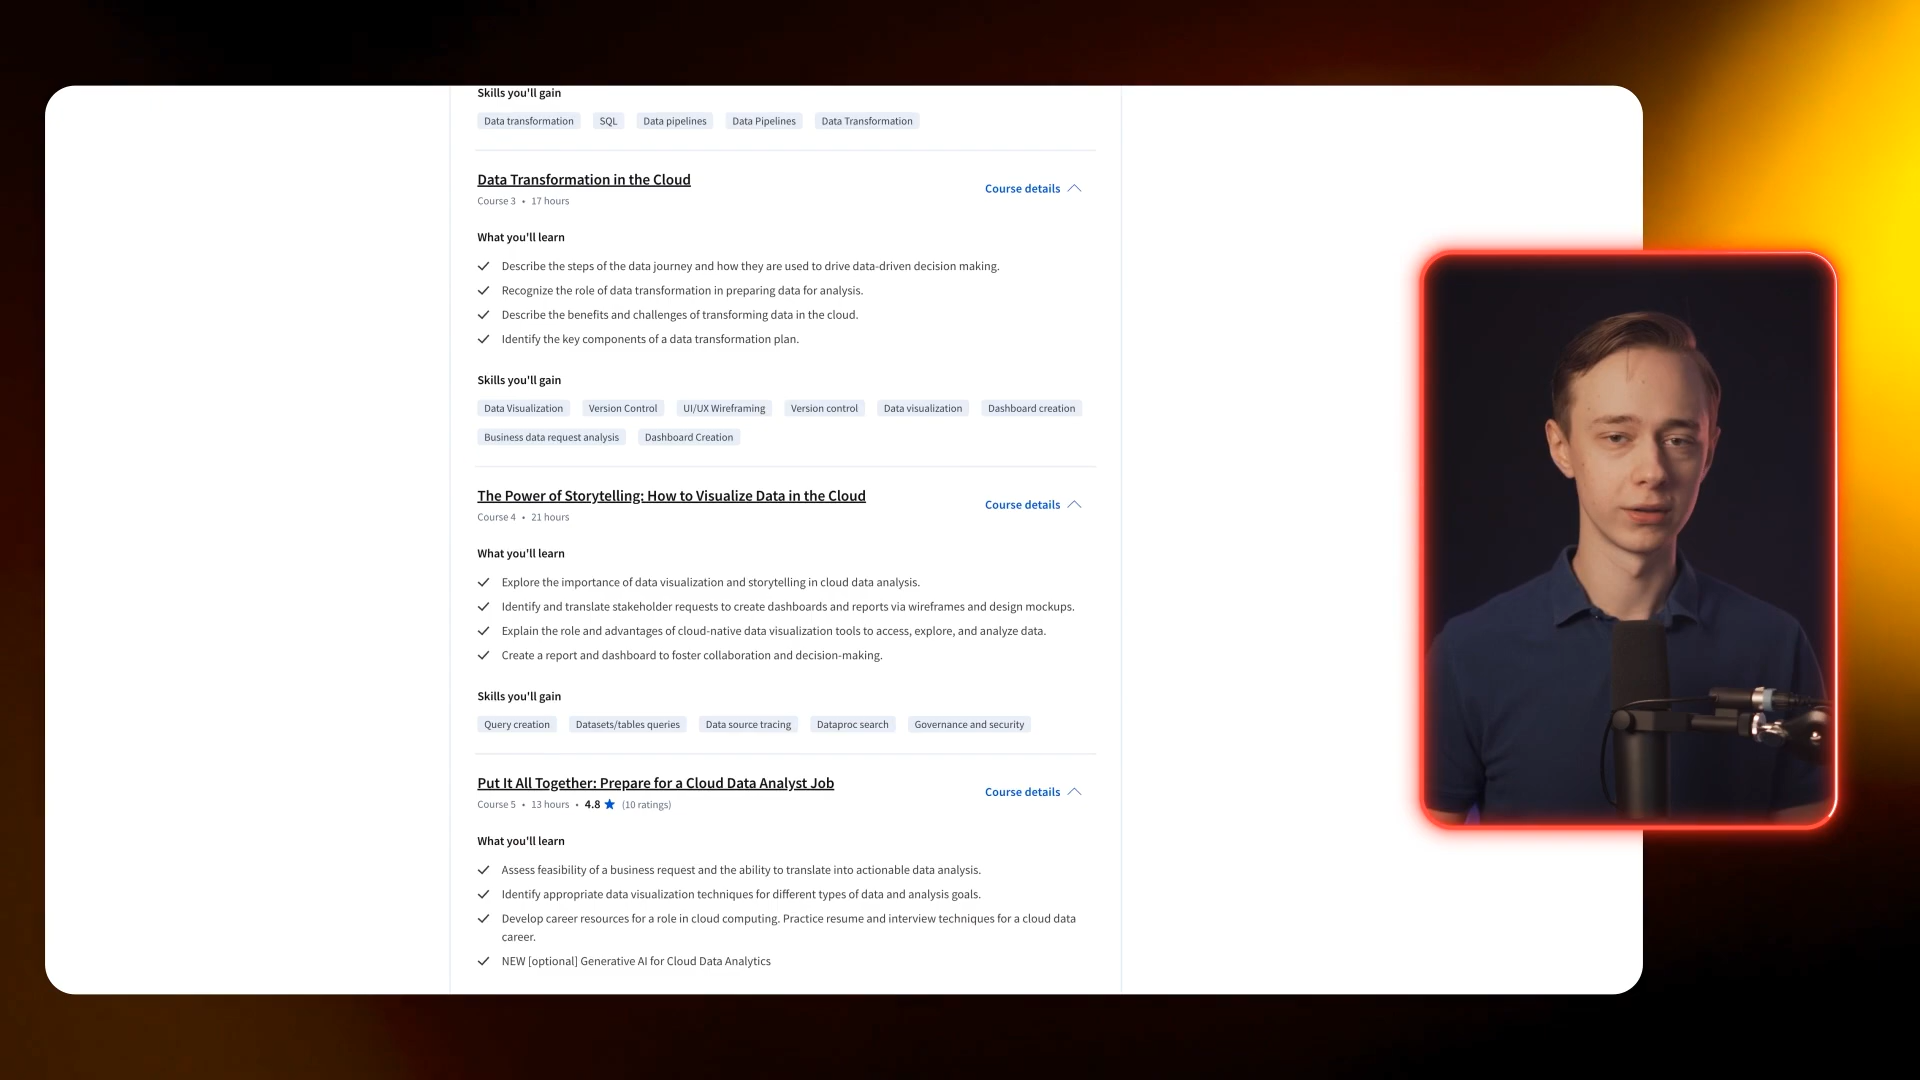 Skills you'll gain
Data transformation SQL Data pipelines Data Pipelines Data Transformation
Data Transformation in the Cloud
Course details
Course 3 • 17 hours
What you'll learn
Describe the steps of the data journey and how they are used to drive data-driven decision making.
Recognize the role of data transformation in preparing data for analysis.
Describe the benefits and challenges of transforming data in the cloud.
Identify the key components of a data transformation plan.
Skills you'll gain
Data Visualization Version Control UI/UX Wireframing Version control Data visualization Dashboard creation
Business data request analysis Dashboard Creation
The Power of Storytelling: How to Visualize Data in the Cloud
Course details
Course 4 • 21 hours
What you'll learn
Explore the importance of data visualization and storytelling in cloud data analysis.
Identify and translate stakeholder requests to create dashboards and reports via wireframes and design mockups.
Explain the role and advantages of cloud-native data visualization tools to access, explore, and analyze data.
Create a report and dashboard to foster collaboration and decision-making.
Skills you'll gain
Query creation Datasets/tables queries Data source tracing Dataproc search Governance and security
Put It All Together: Prepare for a Cloud Data Analyst Job
Course details
Course 5 • 13 hours • 4.8 ★ (10 ratings)
What you'll learn
Assess feasibility of a business request and the ability to translate into actionable data analysis.
Identify appropriate data visualization techniques for different types of data and analysis goals.
Develop career resources for a role in cloud computing. Practice resume and interview techniques for a cloud data
career.
NEW [optional] Generative AI for Cloud Data Analytics